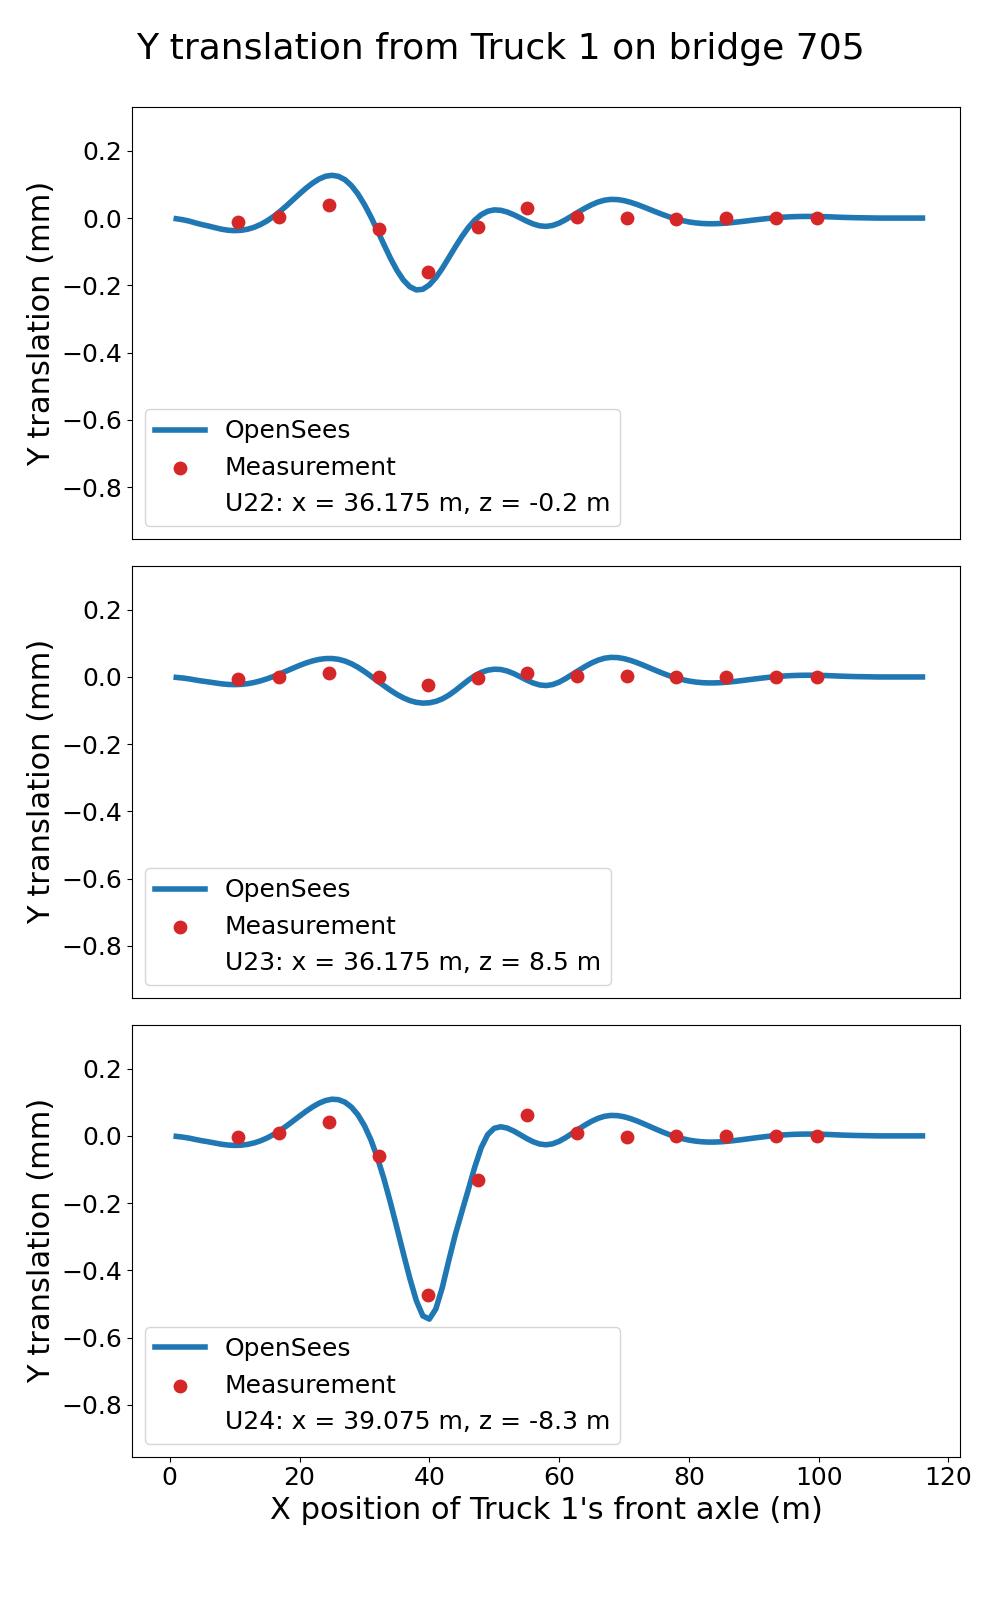 Y translation from Truck 1 on bridge 705
Y translation (mm)
0.2
0.0
−0.2
−0.4
−0.6
−0.8
OpenSees
Measurement
U22: x = 36.175 m, z = -0.2 m
Y translation (mm)
0.2
0.0
−0.2
−0.4
−0.6
−0.8
OpenSees
Measurement
U23: x = 36.175 m, z = 8.5 m
Y translation (mm)
0.2
0.0
−0.2
−0.4
−0.6
−0.8
OpenSees
Measurement
U24: x = 39.075 m, z = -8.3 m
0 20 40 60 80 100 120
X position of Truck 1's front axle (m)